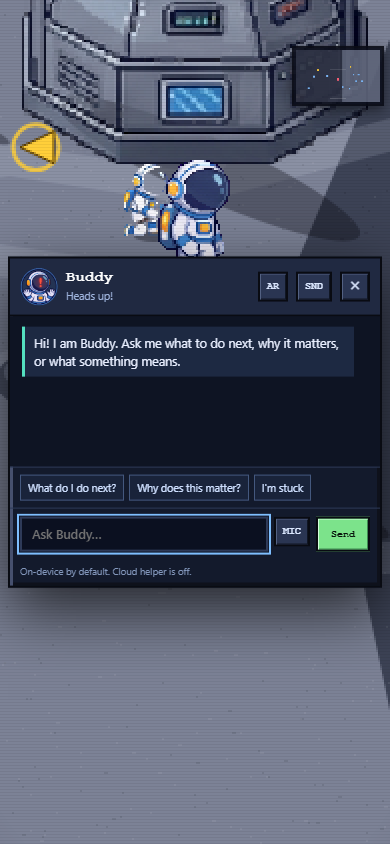 Buddy
Heads up!
AR
SND
✕
Hi! I am Buddy. Ask me what to do next, why it matters,
or what something means.
What do I do next?
Why does this matter?
I'm stuck
Ask Buddy...
MIC
Send
On-device by default. Cloud helper is off.